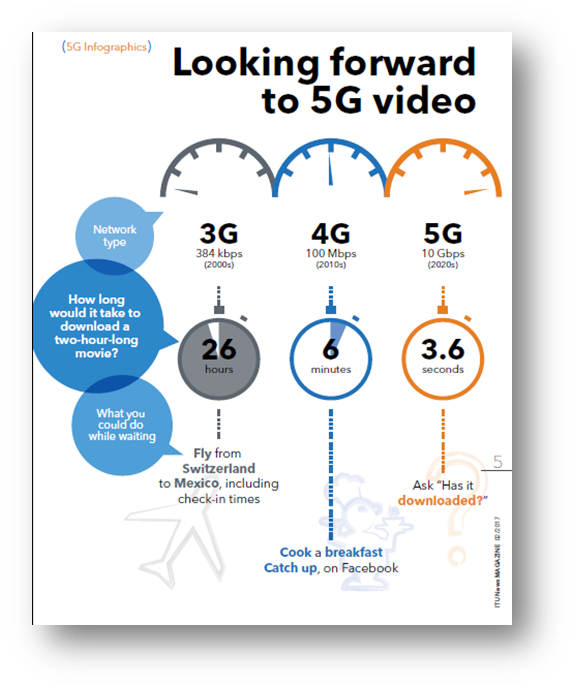 (5G Infographics)
Looking forward
to 5G video
Network
type
3G
384 kbps
(2000s)
4G
100 Mbps
(2010s)
5G
10 Gbps
(2020s)
How long
would it take to
download a
two-hour-long
movie?
26
hours
6
minutes
3.6
seconds
What you
could do
while waiting
Fly from
Switzerland
to Mexico, including
check-in times
Cook a breakfast
Catch up, on Facebook
Ask “Has it
downloaded?”
5
ITUNews MAGAZINE 02/2017